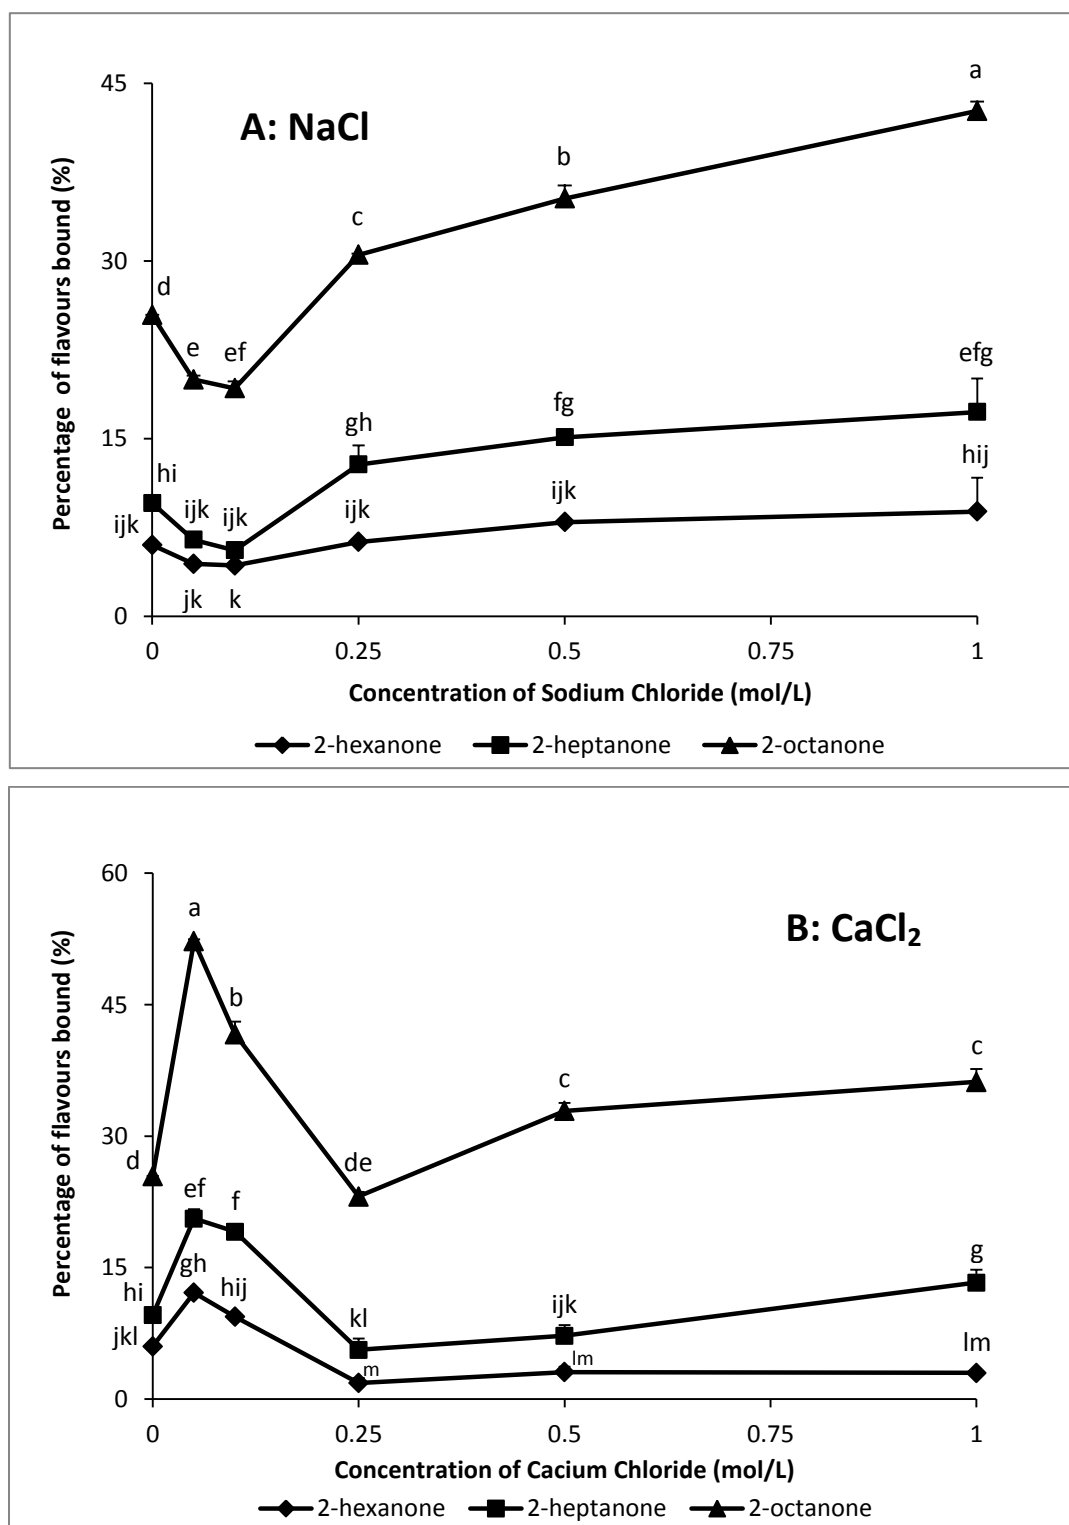 45
a
A: NaCl
b
c
30
d
e
ef
efg
fg
gh
15
hij
hi
ijk
ijk
ijk
ijk
ijk
jk
k
0
0
0.25
0.5
0.75
1
Percentage of flavours bound (%)
Concentration of Sodium Chloride (mol/L)
2-hexanone 2-heptanone 2-octanone
60
a
B: CaCl₂
b
45
c
c
30
d
de
ef
f
gh
15
g
hij
hi
kl
ijk
jkl
m
lm
lm
0
0
0.25
0.5
0.75
1
Percentage of flavours bound (%)
Concentration of Cacium Chloride (mol/L)
2-hexanone 2-heptanone 2-octanone